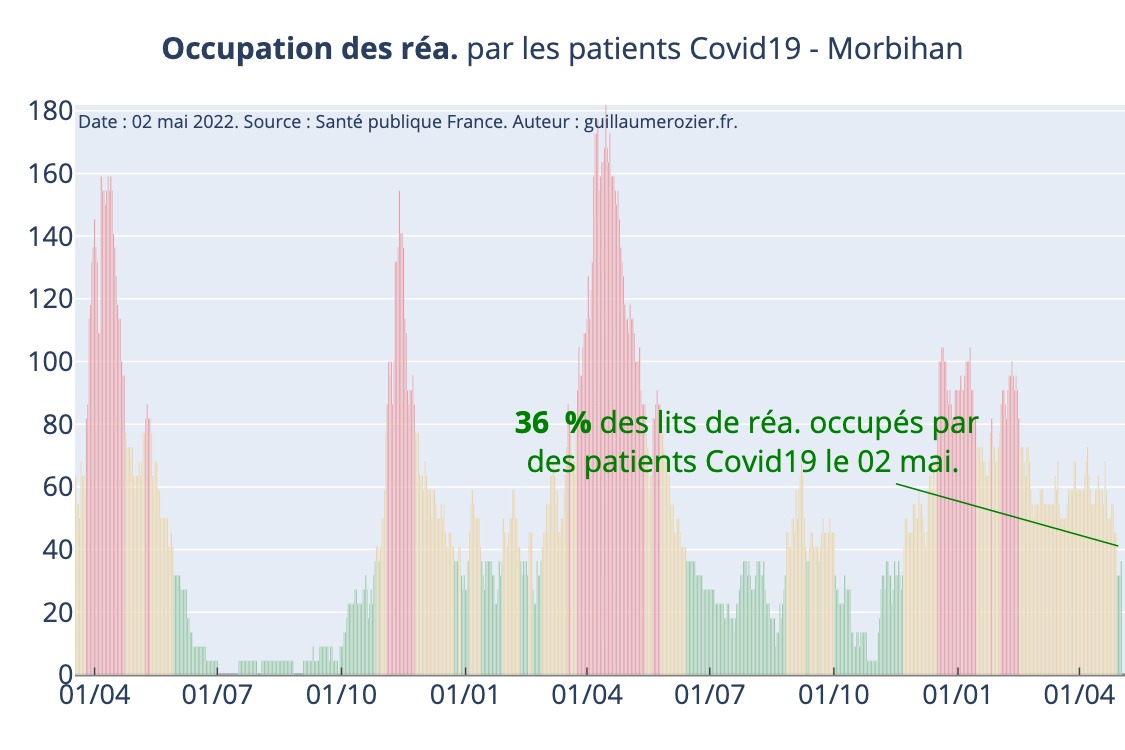 Occupation des réa. par les patients Covid19 - Morbihan
180
Date : 02 mai 2022. Source : Santé publique France. Auteur : guillaumerozier.fr.
160
140
120
100
80
36 % des lits de réa. occupés par
des patients Covid19 le 02 mai.
60
40
20
0
01/04 01/07 01/10 01/01 01/04 01/07 01/10 01/01 01/04